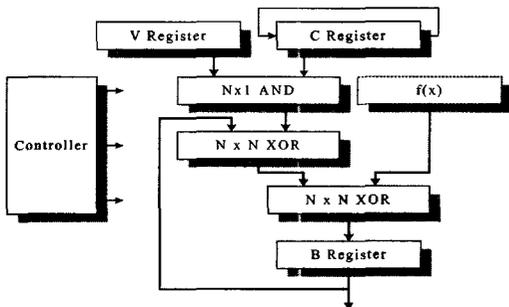 V Register
C Register
Nx1 AND
f(x)
Controller
N x N XOR
N x N XOR
B Register